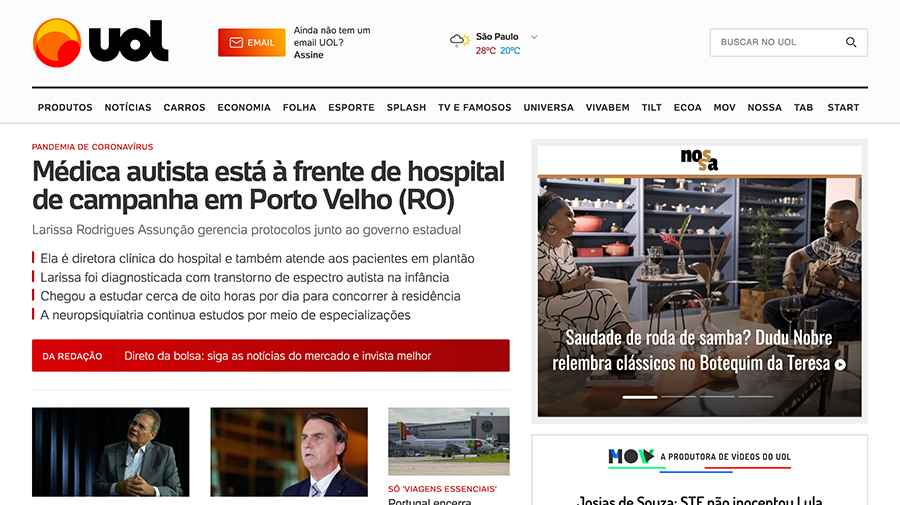 uol
EMAIL
Ainda não tem um
email UOL?
Assine
São Paulo
28ºC 20ºC
BUSCAR NO UOL
PRODUTOS NOTÍCIAS CARROS ECONOMIA FOLHA ESPORTE SPLASH TV E FAMOSOS UNIVERSA VIVABEM TILT ECOA MOV NOSSA TAB START
PANDEMIA DE CORONAVÍRUS
Médica autista está à frente de hospital
de campanha em Porto Velho (RO)
Larissa Rodrigues Assunção gerencia protocolos junto ao governo estadual
Ela é diretora clínica do hospital e também atende aos pacientes em plantão
Larissa foi diagnosticada com transtorno de espectro autista na infância
Chegou a estudar cerca de oito horas por dia para concorrer à residência
A neuropsiquiatria continua estudos por meio de especializações
DA REDAÇÃO Direto da bolsa: siga as notícias do mercado e invista melhor
SÓ 'VIAGENS ESSENCIAIS'
Portugal encerra
nossa
Saudade de roda de samba? Dudu Nobre
relembra clássicos no Botequim da Teresa
MOV A PRODUTORA DE VÍDEOS DO UOL
Josias de Souza: STF não inocentou Lula